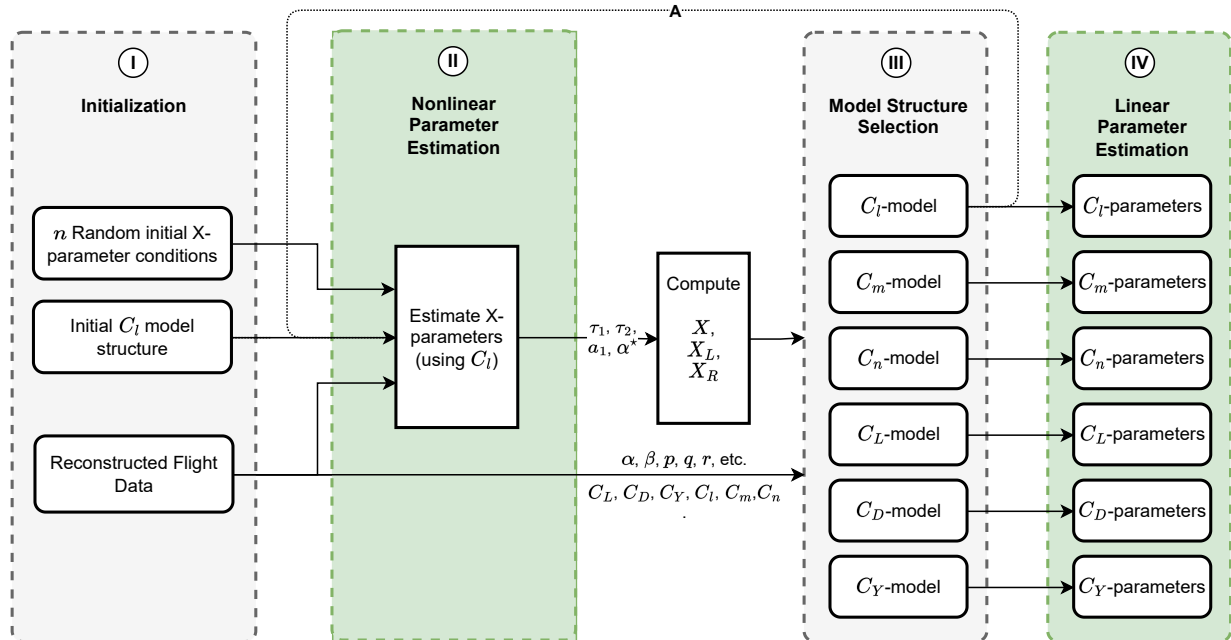 A
I
Initialization
n Random initial X-
parameter conditions
Initial C_l model
structure
Reconstructed Flight
Data
II
Nonlinear
Parameter
Estimation
Estimate X-
parameters
(using C_l)
τ₁, τ₂,
a₁, α*
Compute
X,
X_L,
X_R
α, β, p, q, r, etc.
C_L, C_D, C_Y, C_l, C_m,C_n
.
III
Model Structure
Selection
C_l-model
C_m-model
C_n-model
C_L-model
C_D-model
C_Y-model
IV
Linear
Parameter
Estimation
C_l-parameters
C_m-parameters
C_n-parameters
C_L-parameters
C_D-parameters
C_Y-parameters